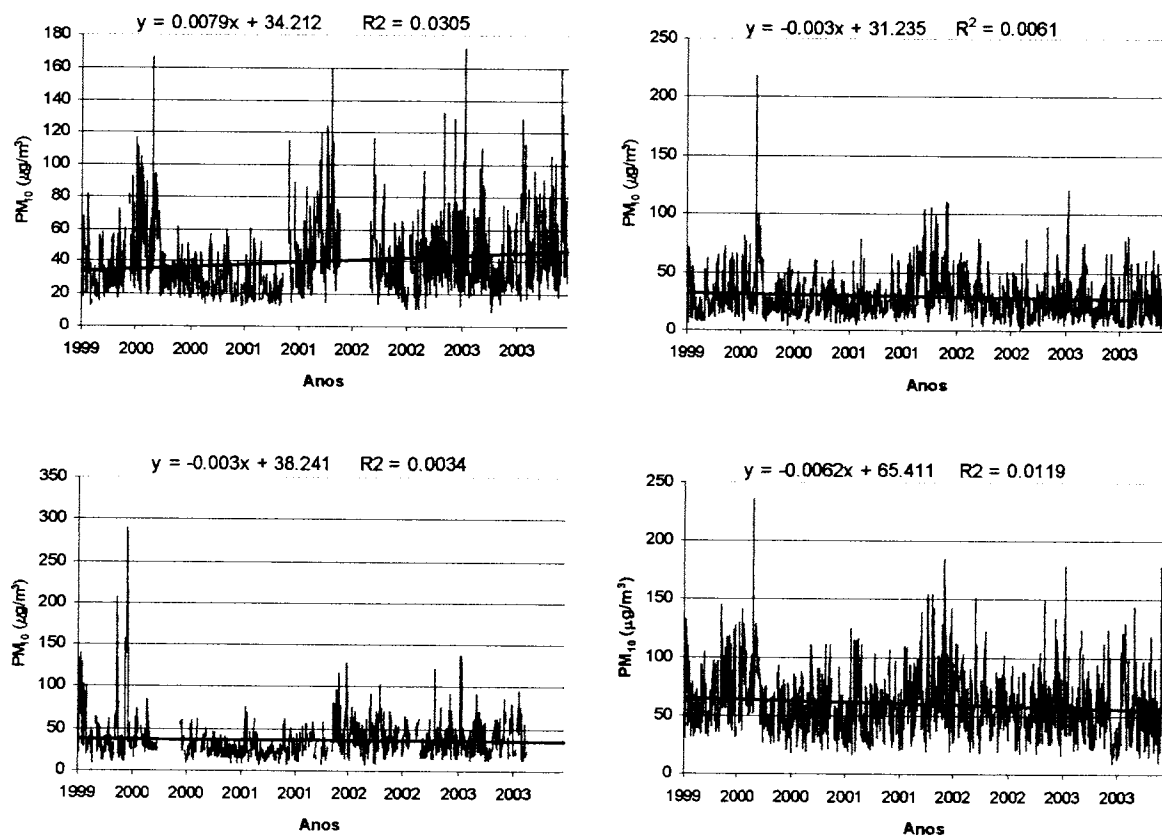 y = 0.0079x + 34.212 R2 = 0.0305
PM₁₀ (µg/m³)
180
160
140
120
100
80
60
40
20
0
1999 2000 2000 2001 2001 2002 2002 2003 2003
Anos
y = -0.003x + 31.235 R² = 0.0061
PM₁₀ (µg/m³)
250
200
150
100
50
0
1999 2000 2000 2001 2001 2002 2002 2003 2003
Anos
y = -0.003x + 38.241 R2 = 0.0034
PM₁₀ (µg/m³)
350
300
250
200
150
100
50
0
1999 2000 2000 2001 2001 2002 2002 2003 2003
Anos
y = -0.0062x + 65.411 R2 = 0.0119
PM₁₀ (µg/m³)
250
200
150
100
50
0
1999 2000 2000 2001 2001 2002 2002 2003 2003
Anos